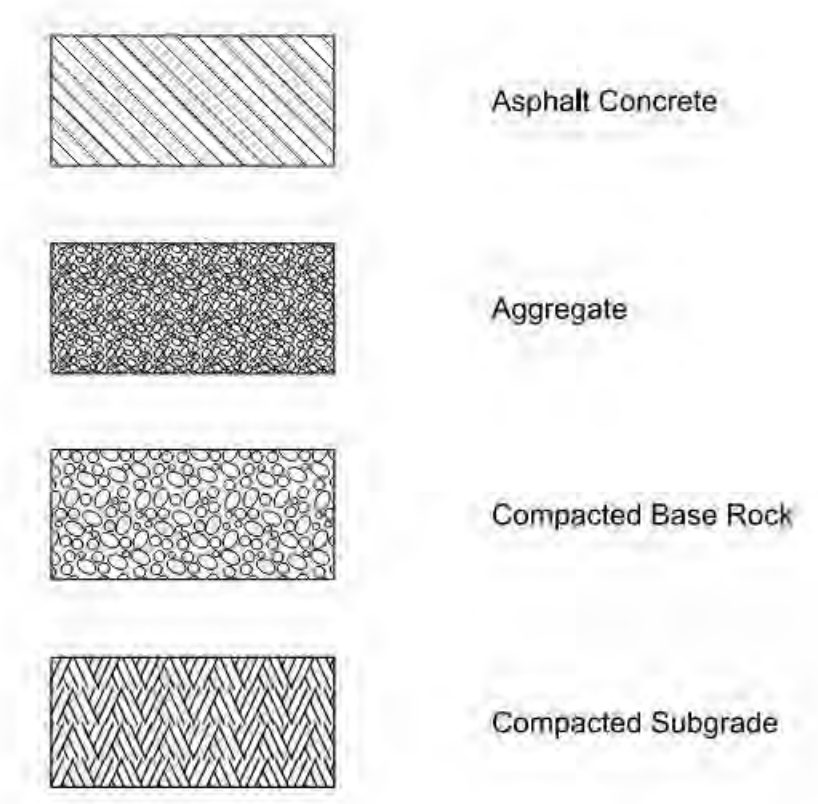 Asphalt Concrete
Aggregate
Compacted Base Rock
Compacted Subgrade